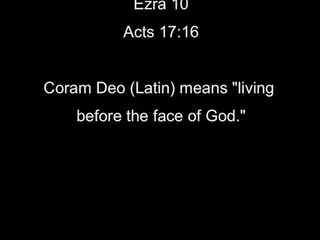 Ezra 10
Acts 17:16
Coram Deo (Latin) means "living
before the face of God."